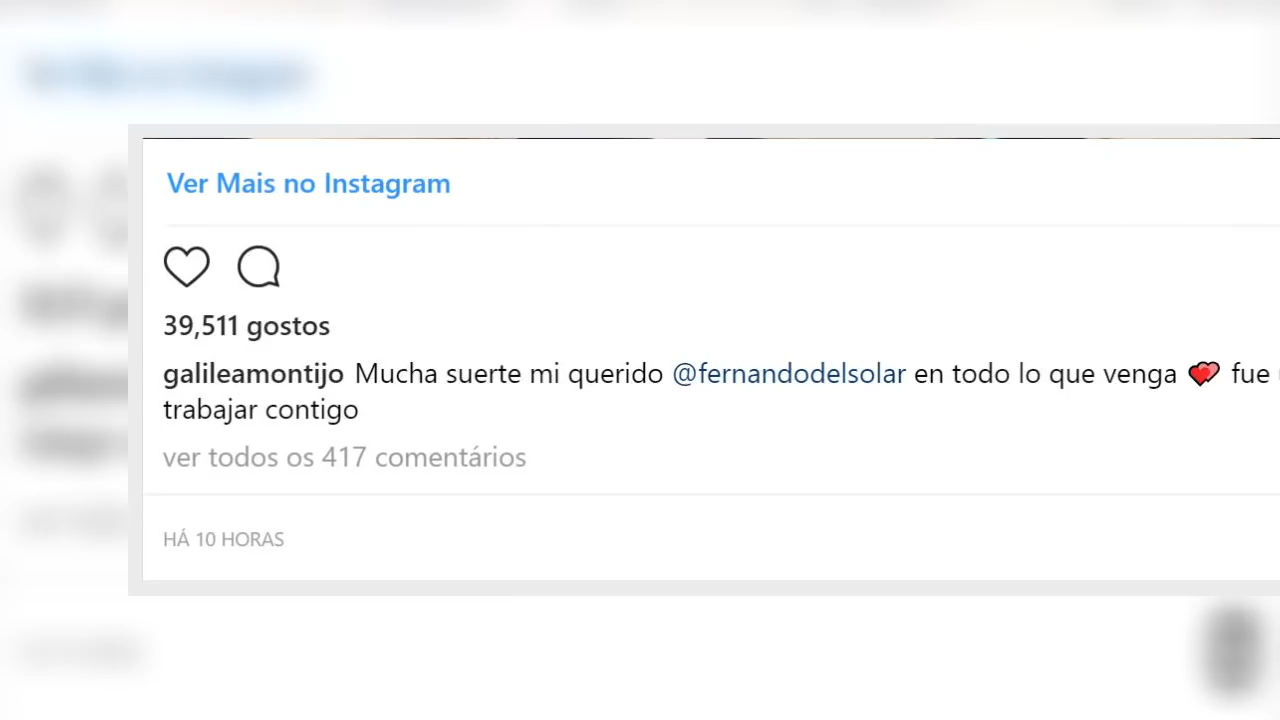 Ver Mais no Instagram
39,511 gostos
galileamontijo Mucha suerte mi querido @fernandodelsolar en todo lo que venga 💕 fue
trabajar contigo
ver todos os 417 comentários
HÁ 10 HORAS